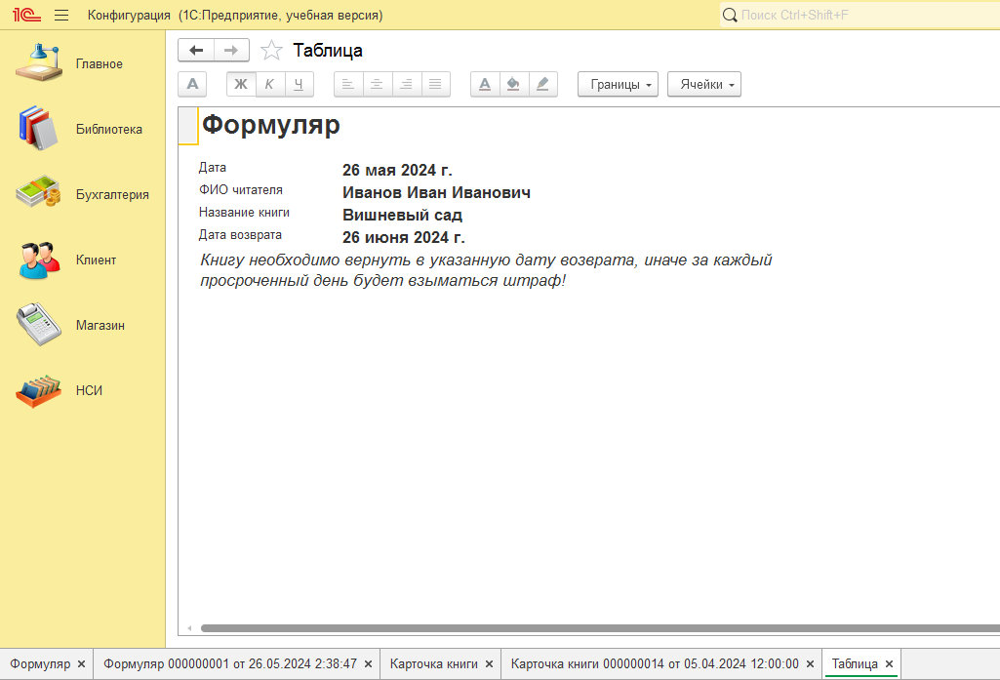 1С Конфигурация (1С:Предприятие, учебная версия)
Поиск Ctrl+Shift+F
Главное
Библиотека
Бухгалтерия
Клиент
Магазин
НСИ
Таблица
А Ж К Ч А Границы Ячейки
Формуляр
Дата 26 мая 2024 г.
ФИО читателя Иванов Иван Иванович
Название книги Вишневый сад
Дата возврата 26 июня 2024 г.
Книгу необходимо вернуть в указанную дату возврата, иначе за каждый
просроченный день будет взыматься штраф!
Формуляр × Формуляр 000000001 от 26.05.2024 2:38:47 × Карточка книги × Карточка книги 000000014 от 05.04.2024 12:00:00 × Таблица ×